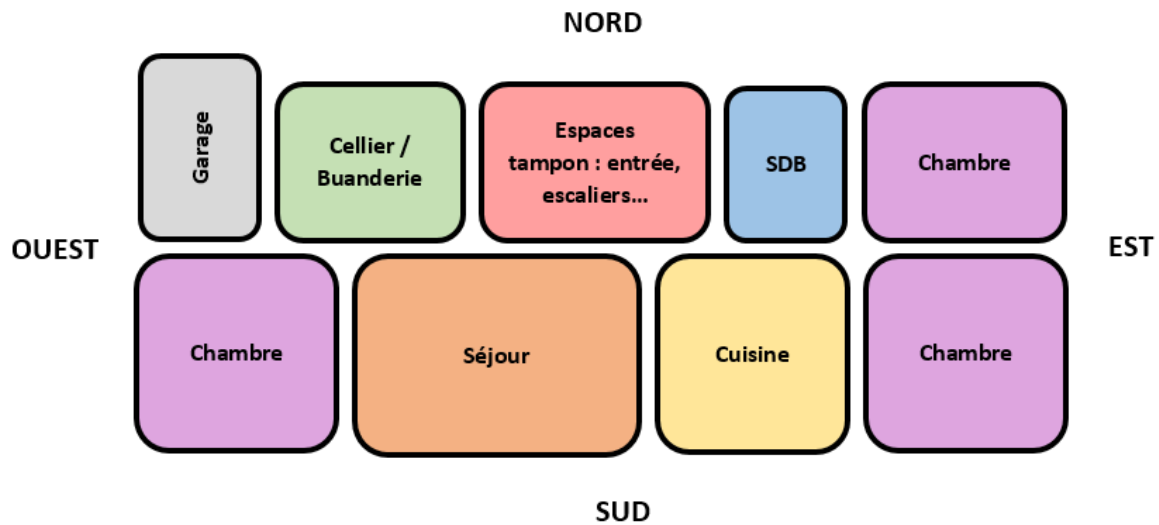 NORD
Garage
Cellier /
Buanderie
Espaces
tampon : entrée,
escaliers...
SDB
Chambre
OUEST
EST
Chambre
Séjour
Cuisine
Chambre
SUD